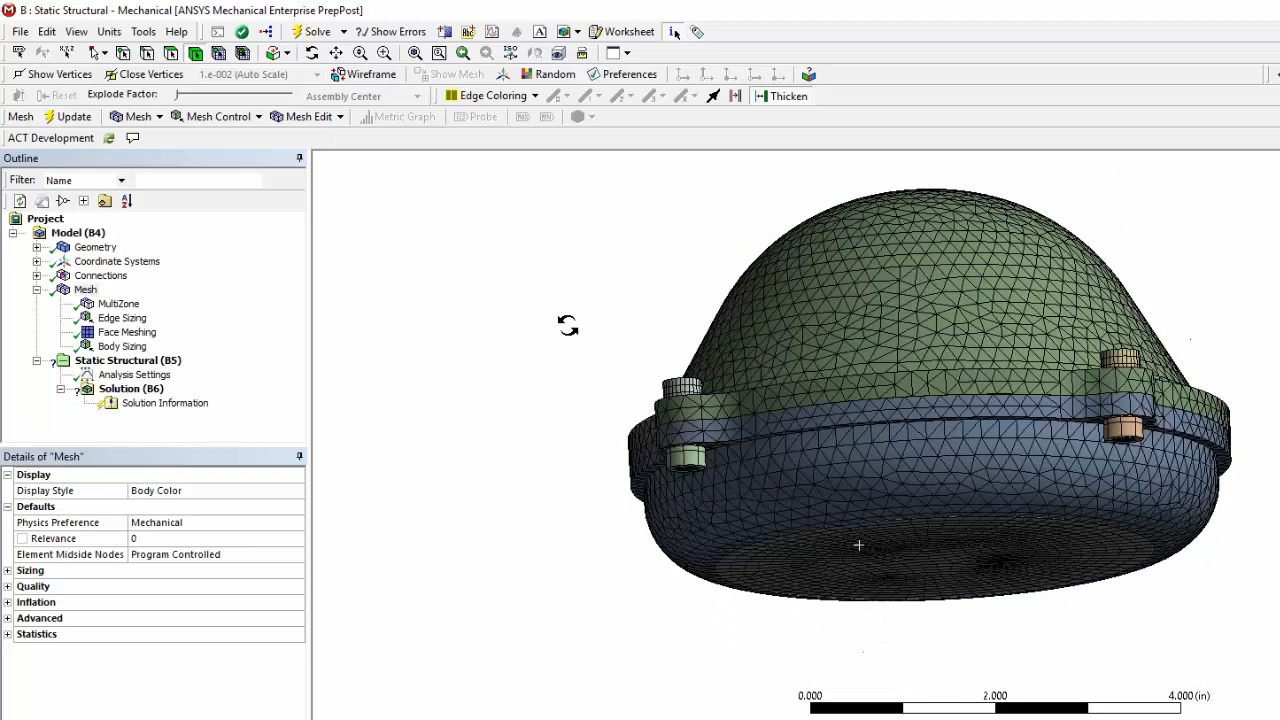 B : Static Structural - Mechanical [ANSYS Mechanical Enterprise PrepPost]
File Edit View Units Tools Help Solve ?/ Show Errors Worksheet
Show Vertices Close Vertices 1.e-002 (Auto Scale) Wireframe Show Mesh Random Preferences
Reset Explode Factor: Assembly Center Edge Coloring Thicken
Mesh Update Mesh Mesh Control Mesh Edit Metric Graph Probe
ACT Development
Outline
Filter: Name
Project
Model (B4)
Geometry
Coordinate Systems
Connections
Mesh
MultiZone
Edge Sizing
Face Meshing
Body Sizing
Static Structural (B5)
Analysis Settings
Solution (B6)
Solution Information
Details of "Mesh"
Display
Display Style Body Color
Defaults
Physics Preference Mechanical
Relevance 0
Element Midside Nodes Program Controlled
Sizing
Quality
Inflation
Advanced
Statistics
0.000 2.000 4.000 (in)